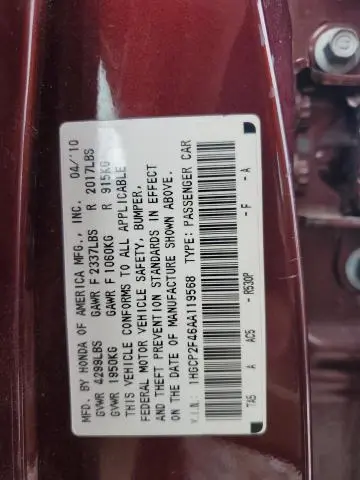 MFD. BY HONDA OF AMERICA MFG., INC. 04/'10
GVWR 4299LBS GAWR F 2337LBS R 2017LBS
GVWR 1950KG GAWR F 1060KG R 915KG
THIS VEHICLE CONFORMS TO ALL APPLICABLE
FEDERAL MOTOR VEHICLE SAFETY, BUMPER,
AND THEFT PREVENTION STANDARDS IN EFFECT
ON THE DATE OF MANUFACTURE SHOWN ABOVE.
V.I.N.: 1HGCP2F46AA119568 TYPE: PASSENGER CAR
TA5 A AC5 - R530P - F - A